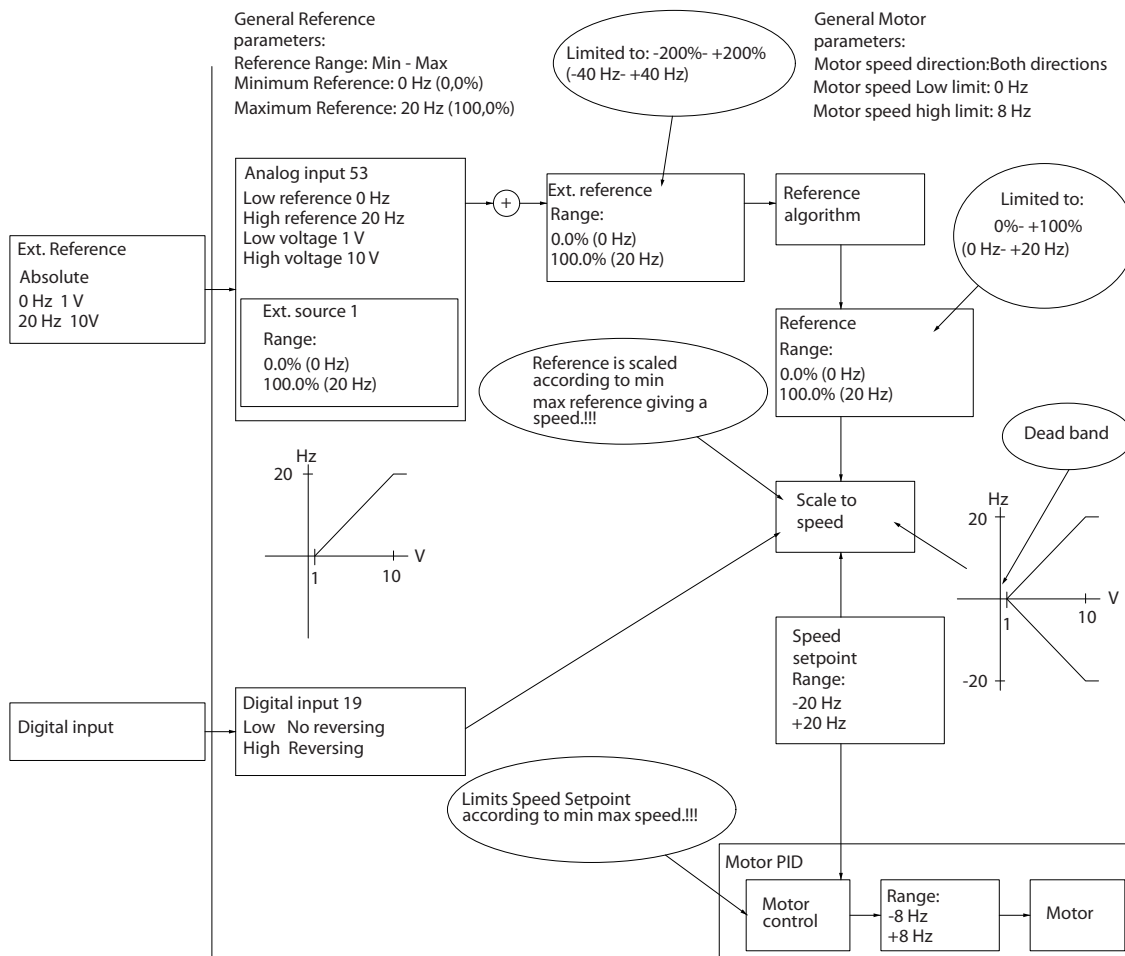 General Reference
parameters:
Reference Range: Min - Max
Minimum Reference: 0 Hz (0,0%)
Maximum Reference: 20 Hz (100,0%)
Limited to: -200%- +200%
(-40 Hz- +40 Hz)
General Motor
parameters:
Motor speed direction:Both directions
Motor speed Low limit: 0 Hz
Motor speed high limit: 8 Hz
Ext. Reference
Absolute
0 Hz 1 V
20 Hz 10V
Analog input 53
Low reference 0 Hz
High reference 20 Hz
Low voltage 1 V
High voltage 10 V
Ext. source 1
Range:
0.0% (0 Hz)
100.0% (20 Hz)
+
Ext. reference
Range:
0.0% (0 Hz)
100.0% (20 Hz)
Reference
algorithm
Limited to:
0%- +100%
(0 Hz- +20 Hz)
Reference
Range:
0.0% (0 Hz)
100.0% (20 Hz)
Reference is scaled
according to min
max reference giving a
speed.!!!
Hz
20
V
1
10
Scale to
speed
Dead band
Hz
20
V
1
10
-20
Speed
setpoint
Range:
-20 Hz
+20 Hz
Digital input
Digital input 19
Low No reversing
High Reversing
Limits Speed Setpoint
according to min max speed.!!!
Motor PID
Motor
control
Range:
-8 Hz
+8 Hz
Motor